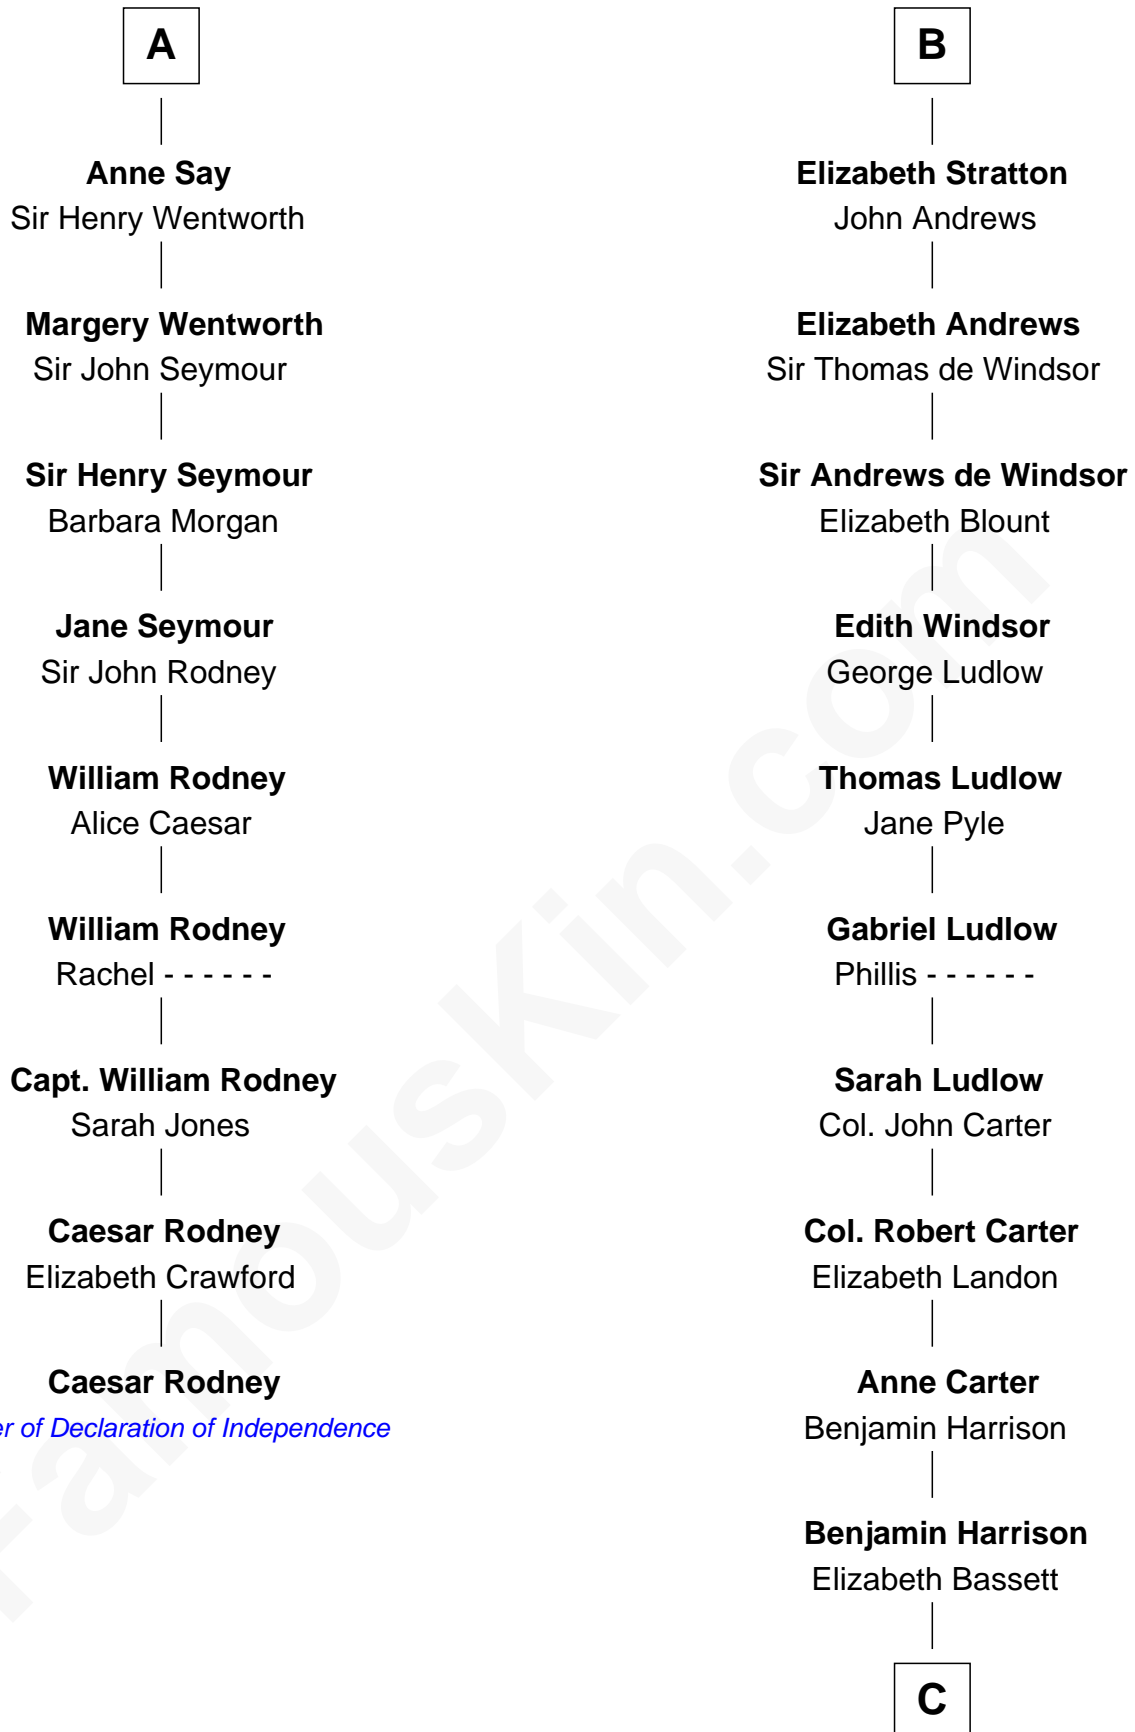 A
Anne Say
Sir Henry Wentworth
Margery Wentworth
Sir John Seymour
Sir Henry Seymour
Barbara Morgan
Jane Seymour
Sir John Rodney
William Rodney
Alice Caesar
William Rodney
Rachel - - - - - -
Capt. William Rodney
Sarah Jones
Caesar Rodney
Elizabeth Crawford
Caesar Rodney
er of Declaration of Independence
B
Elizabeth Stratton
John Andrews
Elizabeth Andrews
Sir Thomas de Windsor
Sir Andrews de Windsor
Elizabeth Blount
Edith Windsor
George Ludlow
Thomas Ludlow
Jane Pyle
Gabriel Ludlow
Phillis - - - - - -
Sarah Ludlow
Col. John Carter
Col. Robert Carter
Elizabeth Landon
Anne Carter
Benjamin Harrison
Benjamin Harrison
Elizabeth Bassett
C
FamousKin.com